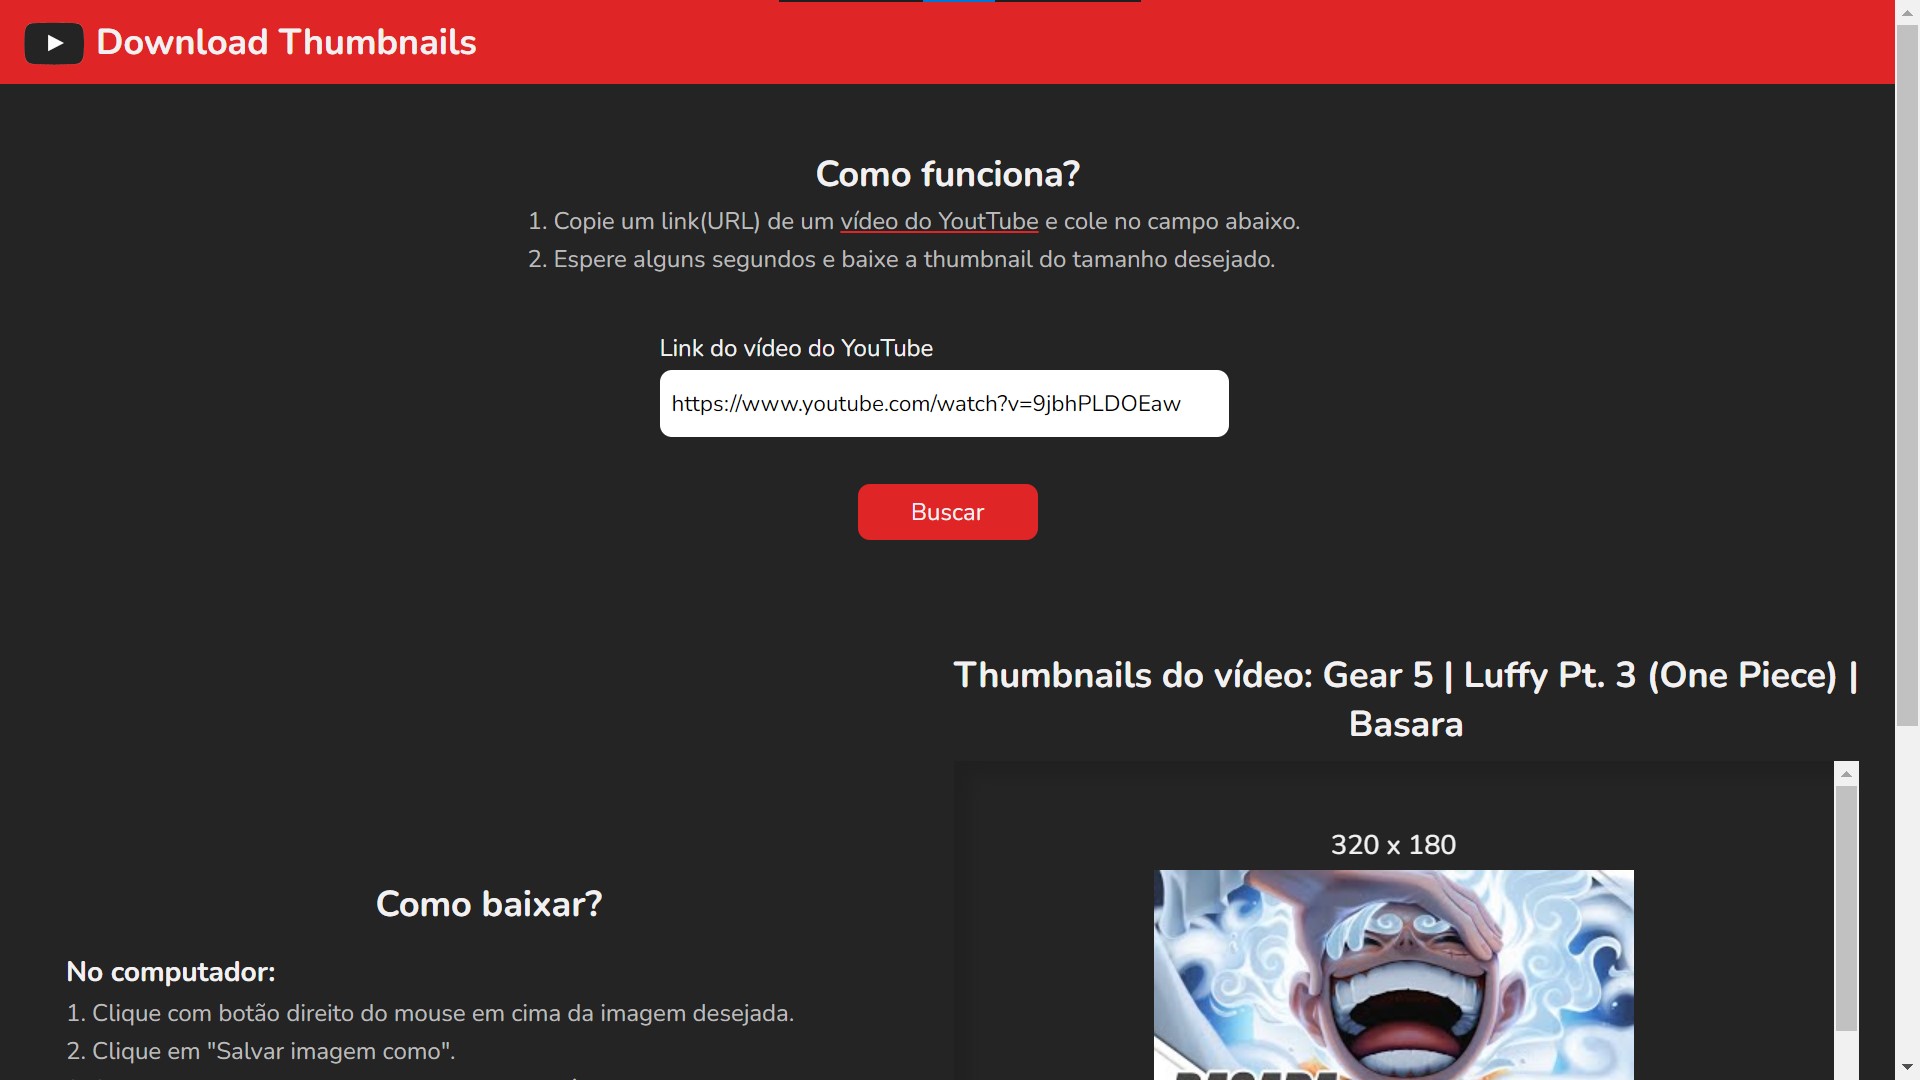 Download Thumbnails
Como funciona?
1. Copie um link(URL) de um vídeo do YoutTube e cole no campo abaixo.
2. Espere alguns segundos e baixe a thumbnail do tamanho desejado.
Link do vídeo do YouTube
https://www.youtube.com/watch?v=9jbhPLDOEaw
Buscar
Thumbnails do vídeo: Gear 5 | Luffy Pt. 3 (One Piece) |
Basara
320 x 180
Como baixar?
No computador:
1. Clique com botão direito do mouse em cima da imagem desejada.
2. Clique em "Salvar imagem como".